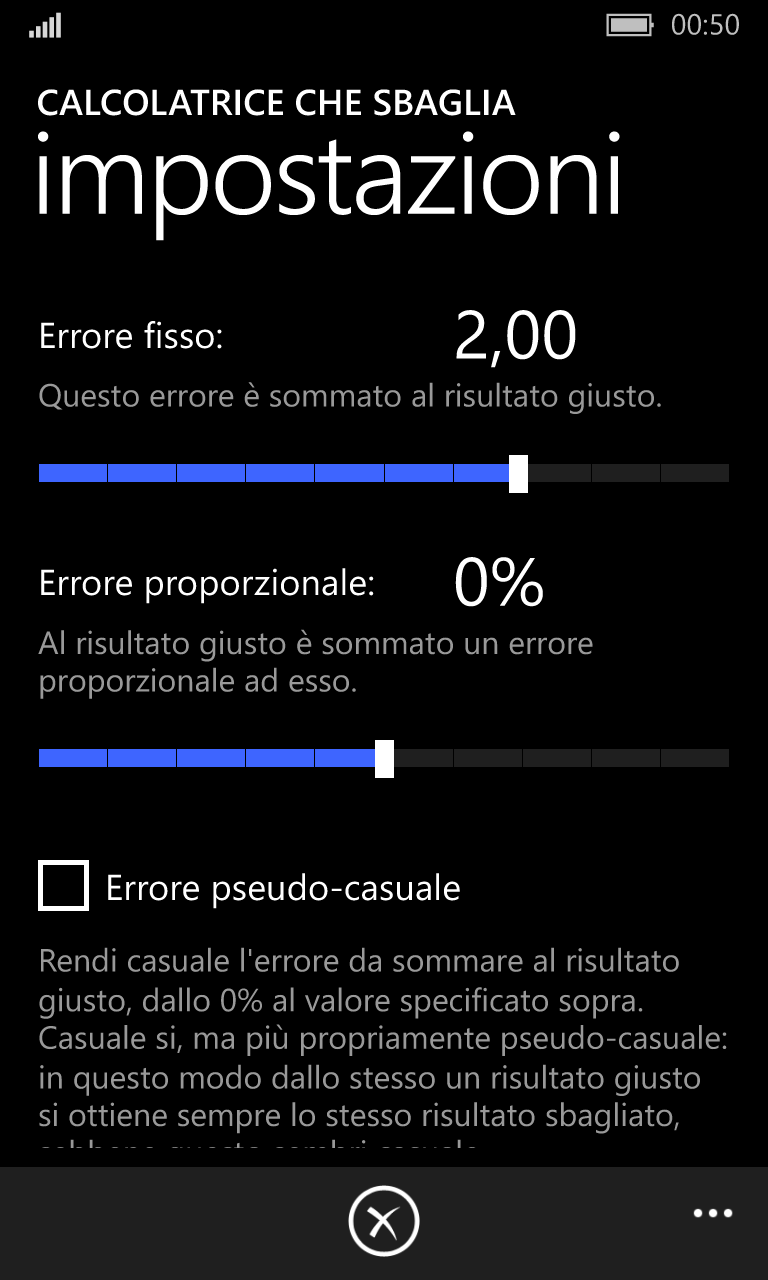 00:50
CALCOLATRICE CHE SBAGLIA
impostazioni
Errore fisso: 2,00
Questo errore è sommato al risultato giusto.
Errore proporzionale: 0%
Al risultato giusto è sommato un errore
proporzionale ad esso.
Errore pseudo-casuale
Rendi casuale l'errore da sommare al risultato
giusto, dallo 0% al valore specificato sopra.
Casuale si, ma più propriamente pseudo-casuale:
in questo modo dallo stesso un risultato giusto
si ottiene sempre lo stesso risultato sbagliato,